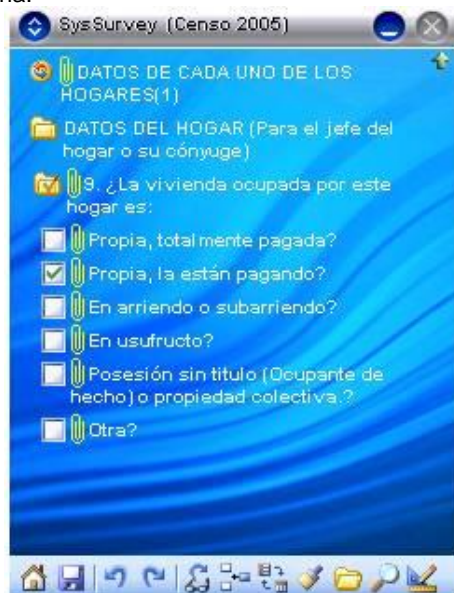 na.
SysSurvey (Censo 2005)
DATOS DE CADA UNO DE LOS
HOGARES(1)
DATOS DEL HOGAR (Para el jefe del
hogar o su cónyuge)
9. ¿La vivienda ocupada por este
hogar es:
Propia, totalmente pagada?
Propia, la están pagando?
En arriendo o subarriendo?
En usufructo?
Posesión sin titulo (Ocupante de
hecho) o propiedad colectiva.?
Otra?